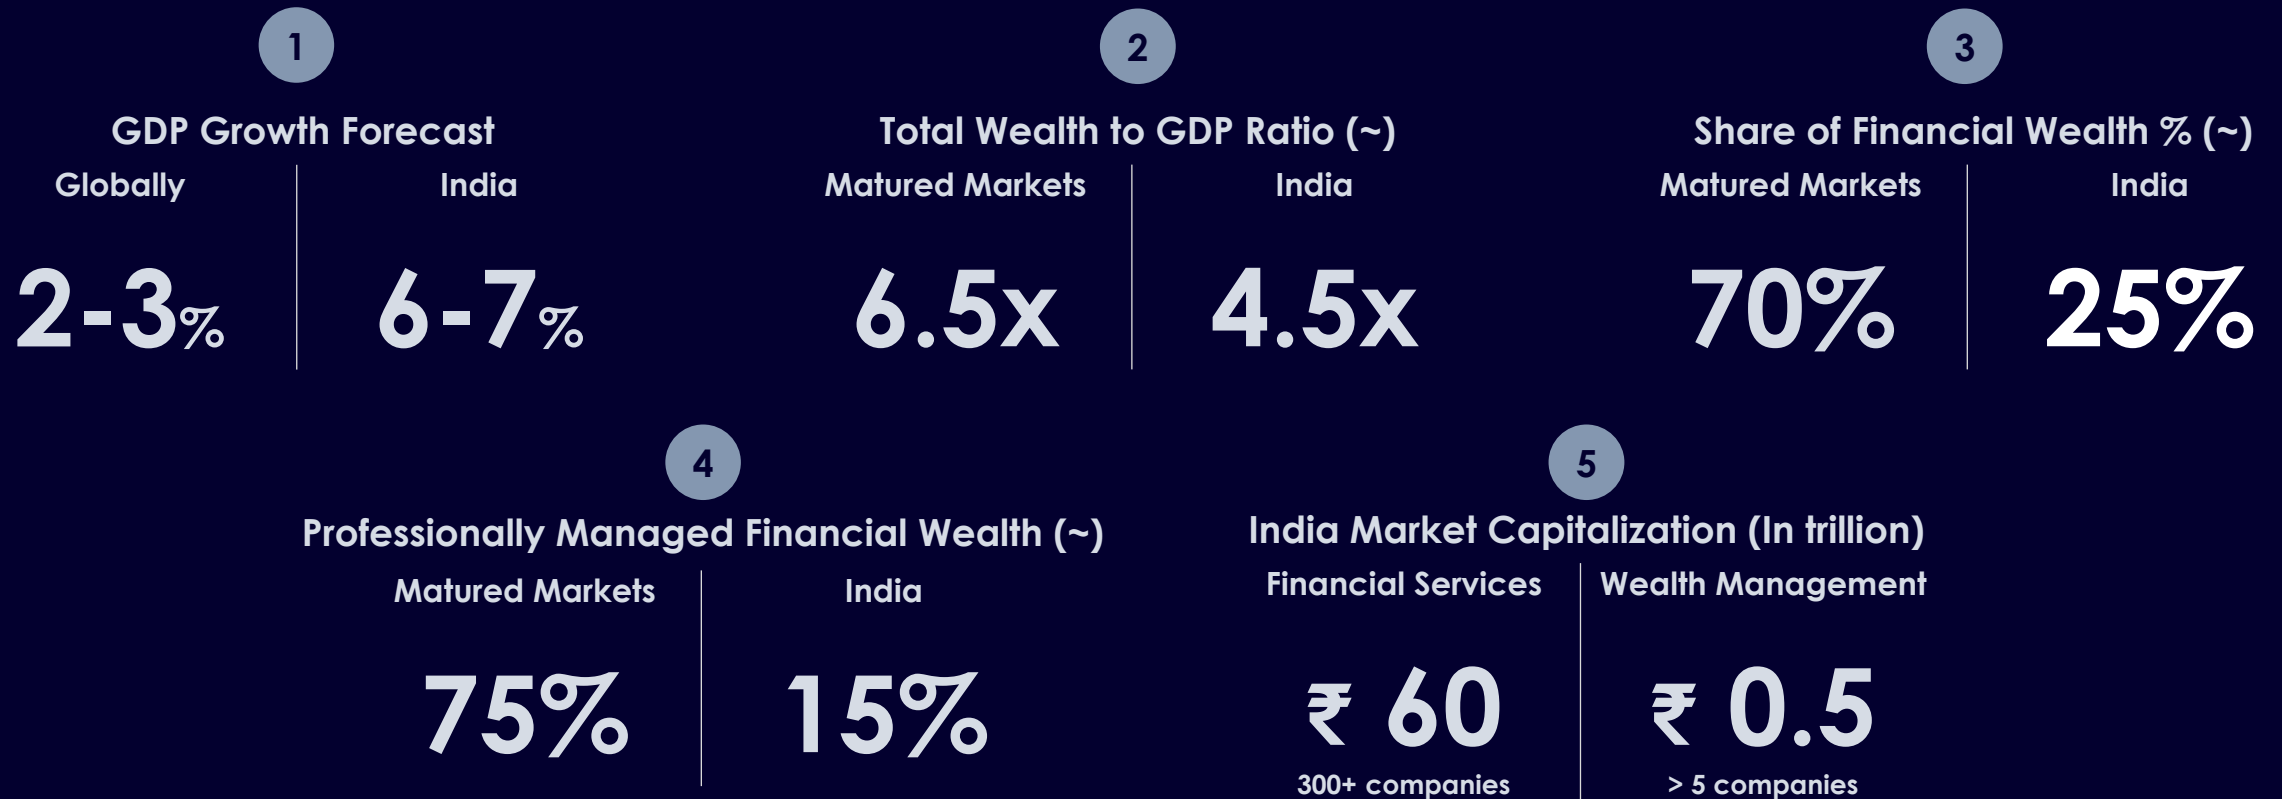 1
GDP Growth Forecast
Globally
India
2-3%
6-7%
2
Total Wealth to GDP Ratio (~)
Matured Markets
India
6.5x
4.5x
3
Share of Financial Wealth % (~)
Matured Markets
India
70%
25%
4
Professionally Managed Financial Wealth (~)
Matured Markets
India
75%
15%
5
India Market Capitalization (In trillion)
Financial Services
Wealth Management
₹ 60
₹ 0.5
300+ companies
> 5 companies